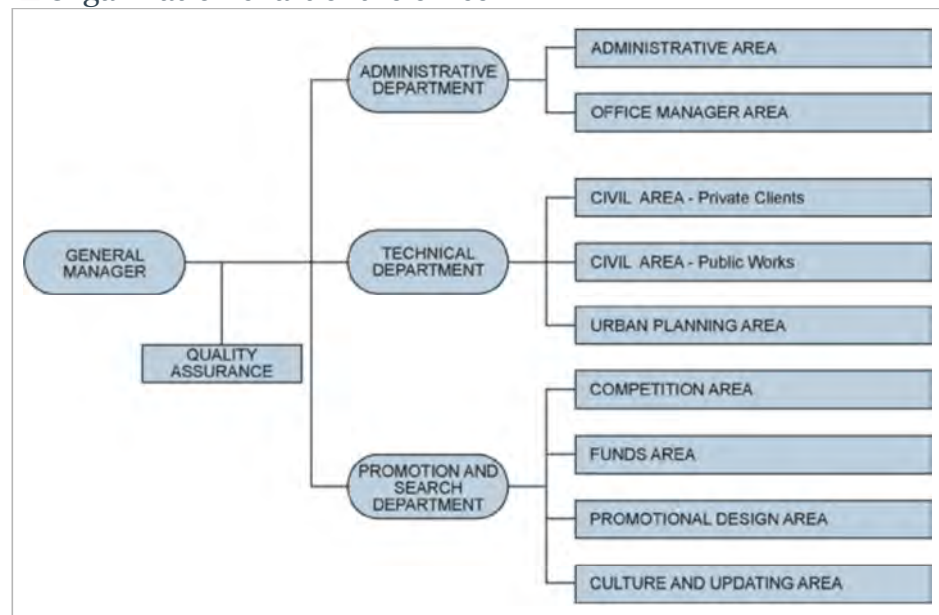 ADMINISTRATIVE
DEPARTMENT
ADMINISTRATIVE AREA
OFFICE MANAGER AREA
GENERAL
MANAGER
QUALITY
ASSURANCE
TECHNICAL
DEPARTMENT
CIVIL AREA - Private Clients
CIVIL AREA - Public Works
URBAN PLANNING AREA
PROMOTION AND
SEARCH
DEPARTMENT
COMPETITION AREA
FUNDS AREA
PROMOTIONAL DESIGN AREA
CULTURE AND UPDATING AREA